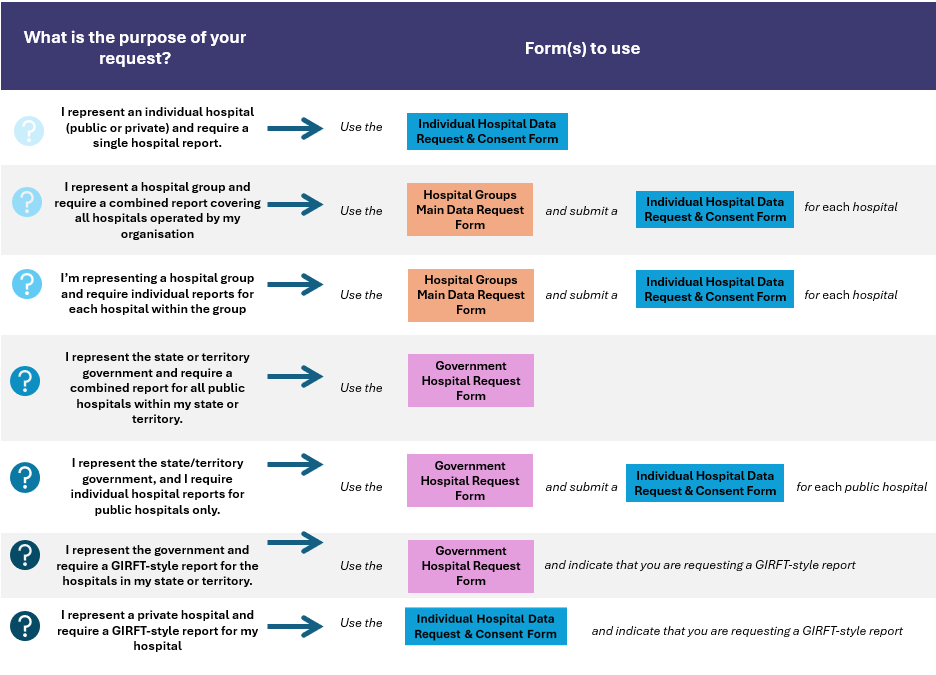 What is the purpose of your
request?
Form(s) to use
?
I represent an individual hospital
(public or private) and require a
single hospital report.
Use the
Individual Hospital Data
Request & Consent Form
?
I represent a hospital group and
require a combined report covering
all hospitals operated by my
organisation
Use the
Hospital Groups
Main Data Request
Form
and submit a
Individual Hospital Data
Request & Consent Form
for each hospital
?
I'm representing a hospital group
and require individual reports for
each hospital within the group
Use the
Hospital Groups
Main Data Request
Form
and submit a
Individual Hospital Data
Request & Consent Form
for each hospital
?
I represent the state or territory
government and require a
combined report for all public
hospitals within my state or
territory.
Use the
Government
Hospital Request
Form
?
I represent the state/territory
government, and I require
individual hospital reports for
public hospitals only.
Use the
Government
Hospital Request
Form
and submit a
Individual Hospital Data
Request & Consent Form
for each public hospital
?
I represent the government and
require a GIRFT-style report for the
hospitals in my state or territory.
Use the
Government
Hospital Request
Form
and indicate that you are requesting a GIRFT-style report
?
I represent a private hospital and
require a GIRFT-style report for my
hospital
Use the
Individual Hospital Data
Request & Consent Form
and indicate that you are requesting a GIRFT-style report